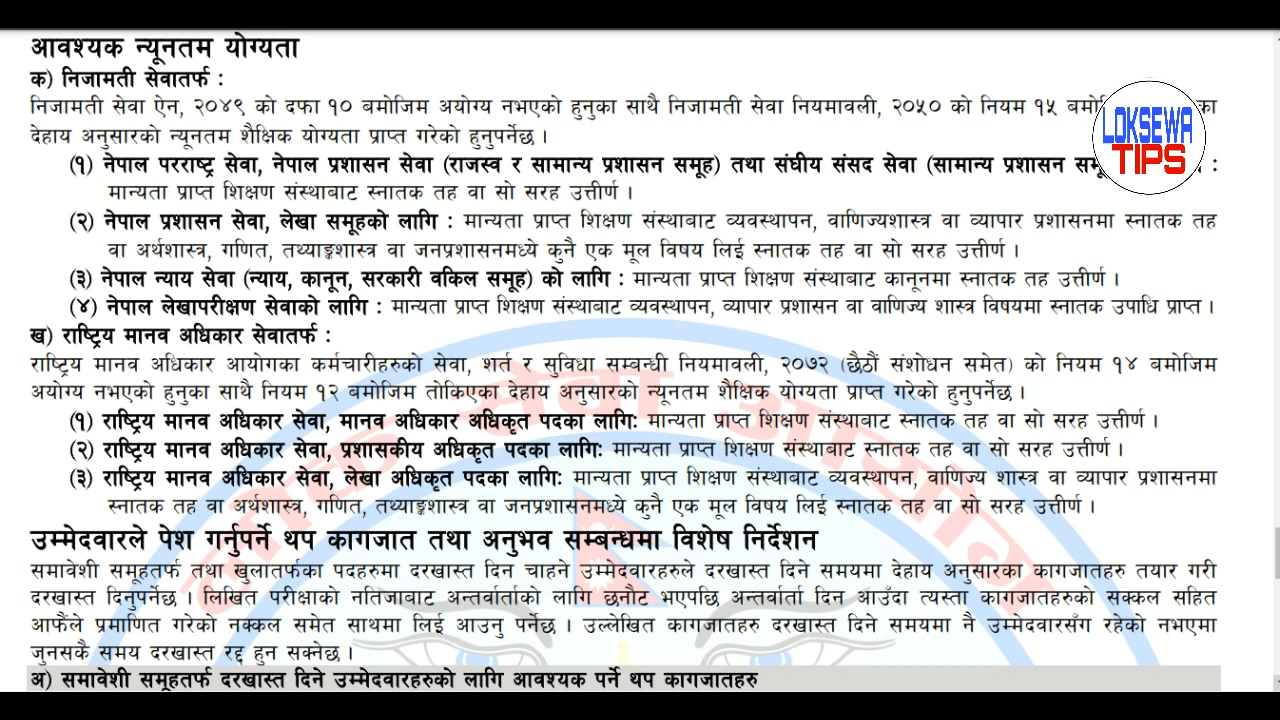 आवश्यक न्यूनतम योग्यता
क) निजामती सेवातर्फ :
निजामती सेवा ऐन, २०४९ को दफा १० बमोजिम अयोग्य नभएको हुनुका साथै निजामती सेवा नियमावली, २०५० को नियम १५
देहाय अनुसारको न्यूनतम शैक्षिक योग्यता प्राप्त गरेको हुनुपर्नेछ ।
LOKSEWA
TIPS
(१) नेपाल परराष्ट्र सेवा, नेपाल प्रशासन सेवा (राजस्व र सामान्य प्रशासन समूह) तथा संघीय संसद सेवा (सामान्य प्रशासन :
मान्यता प्राप्त शिक्षण संस्थाबाट स्नातक तह वा सो सरह उत्तीर्ण ।
(२) नेपाल प्रशासन सेवा, लेखा समूहको लागि : मान्यता प्राप्त शिक्षण संस्थाबाट व्यवस्थापन, वाणिज्यशास्त्र वा व्यापार प्रशासनमा स्नातक तह
वा अर्थशास्त्र, गणित, तथ्याङ्कशास्त्र वा जनप्रशासनमध्ये कुनै एक मूल विषय लिई स्नातक तह वा सो सरह उत्तीर्ण ।
(३) नेपाल न्याय सेवा (न्याय, कानून, सरकारी वकिल समूह) को लागि : मान्यता प्राप्त शिक्षण संस्थाबाट कानूनमा स्नातक तह उत्तीर्ण ।
(४) नेपाल लेखापरीक्षण सेवाको लागि : मान्यता प्राप्त शिक्षण संस्थाबाट व्यवस्थापन, व्यापार प्रशासन वा वाणिज्य शास्त्र विषयमा स्नातक उपाधि प्राप्त ।
ख) राष्ट्रिय मानव अधिकार सेवातर्फ :
राष्ट्रिय मानव अधिकार आयोगका कर्मचारीहरुको सेवा, शर्त र सुविधा सम्बन्धी नियमावली, २०७२ (छैठौं संशोधन समेत) को नियम १४ बमोजिम
अयोग्य नभएको हुनुका साथै नियम १२ बमोजिम तोकिएका देहाय अनुसारको न्यूनतम शैक्षिक योग्यता प्राप्त गरेको हुनुपर्नेछ ।
(१) राष्ट्रिय मानव अधिकार सेवा, मानव अधिकार अधिकृत पदका लागि: मान्यता प्राप्त शिक्षण संस्थाबाट स्नातक तह वा सो सरह उत्तीर्ण ।
(२) राष्ट्रिय मानव अधिकार सेवा, प्रशासकीय अधिकृत पदका लागि: मान्यता प्राप्त शिक्षण संस्थाबाट स्नातक तह वा सो सरह उत्तीर्ण ।
(३) राष्ट्रिय मानव अधिकार सेवा, लेखा अधिकृत पदका लागि: मान्यता प्राप्त शिक्षण संस्थाबाट व्यवस्थापन, वाणिज्य शास्त्र वा व्यापार प्रशासनमा
स्नातक तह वा अर्थशास्त्र, गणित, तथ्याङ्कशास्त्र वा जनप्रशासनमध्ये कुनै एक मूल विषय लिई स्नातक तह वा सो सरह उत्तीर्ण ।
लोक सेवा आयोग
उम्मेदवारले पेश गर्नुपर्ने थप कागजात तथा अनुभव सम्बन्धमा विशेष निर्देशन
समावेशी समूहतर्फ तथा खुलातर्फका पदहरुमा दरखास्त दिन चाहने उम्मेदवारहरुले दरखास्त दिने समयमा देहाय अनुसारका कागजातहरु तयार गरी
दरखास्त दिनुपर्नेछ । लिखित परीक्षाको नतिजाबाट अन्तर्वार्ताको लागि छनौट भएपछि अन्तर्वार्ता दिन आउँदा त्यस्ता कागजातहरुको सक्कल सहित
आफैंले प्रमाणित गरेको नक्कल समेत साथमा लिई आउनु पर्नेछ । उल्लेखित कागजातहरु दरखास्त दिने समयमा नै उम्मेदवारसँग रहेको नभएमा
जुनसकै समय दरखास्त रद्द हुन सक्नेछ ।
अ) समावेशी समूहतर्फ दरखास्त दिने उम्मेदवारहरुको लागि आवश्यक पर्ने थप कागजातहरु